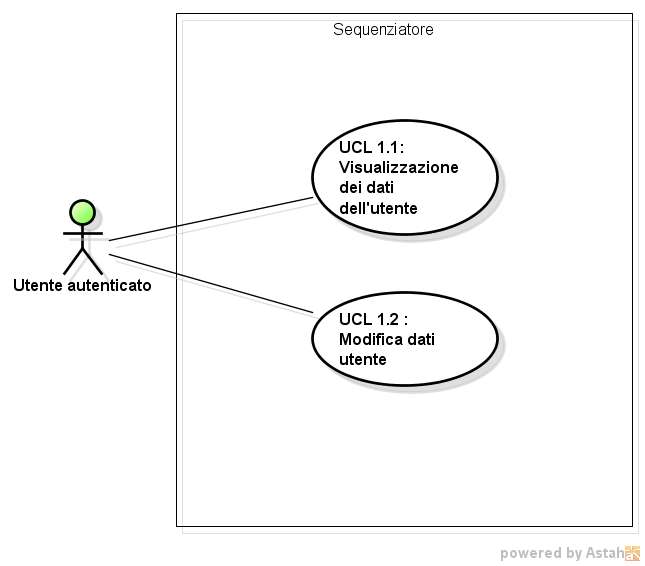 Sequenziatore
UCL 1.1:
Visualizzazione
dei dati
dell'utente
Utente autenticato
UCL 1.2 :
Modifica dati
utente
powered by Astah